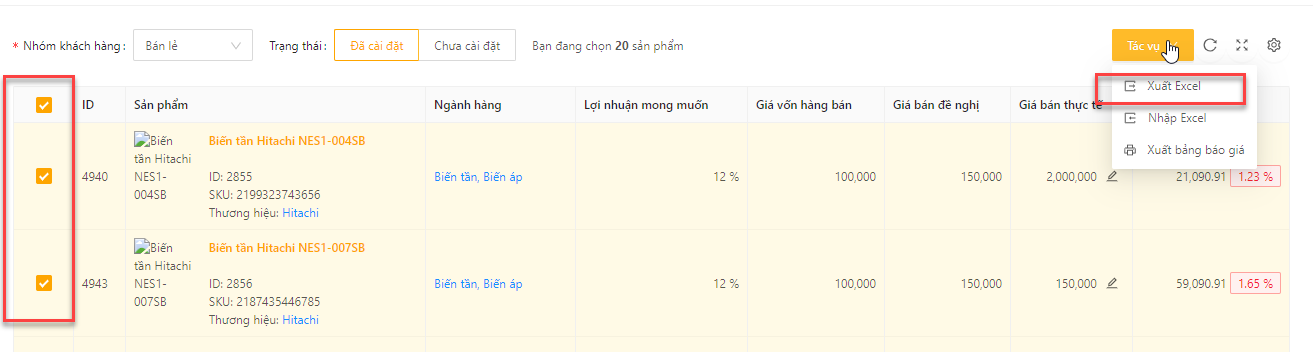 * Nhóm khách hàng: Bán lẻ Trạng thái: Đã cài đặt Chưa cài đặt Bạn đang chọn 20 sản phẩm Tác vụ
Xuất Excel
Nhập Excel
Xuất bảng báo giá
ID Sản phẩm Ngành hàng Lợi nhuận mong muốn Giá vốn hàng bán Giá bán đề nghị Giá bán thực tế
4940
Biến tần Hitachi NES1-004SB
Biến tần Hitachi NES1-004SB
ID: 2855
SKU: 2199323743656
Thương hiệu: Hitachi
Biến tần, Biến áp 12 % 100,000 150,000 2,000,000 21,090.91 1.23 %
4943
Biến tần Hitachi NES1-007SB
Biến tần Hitachi NES1-007SB
ID: 2856
SKU: 2187435446785
Thương hiệu: Hitachi
Biến tần, Biến áp 12 % 100,000 150,000 150,000 59,090.91 1.65 %